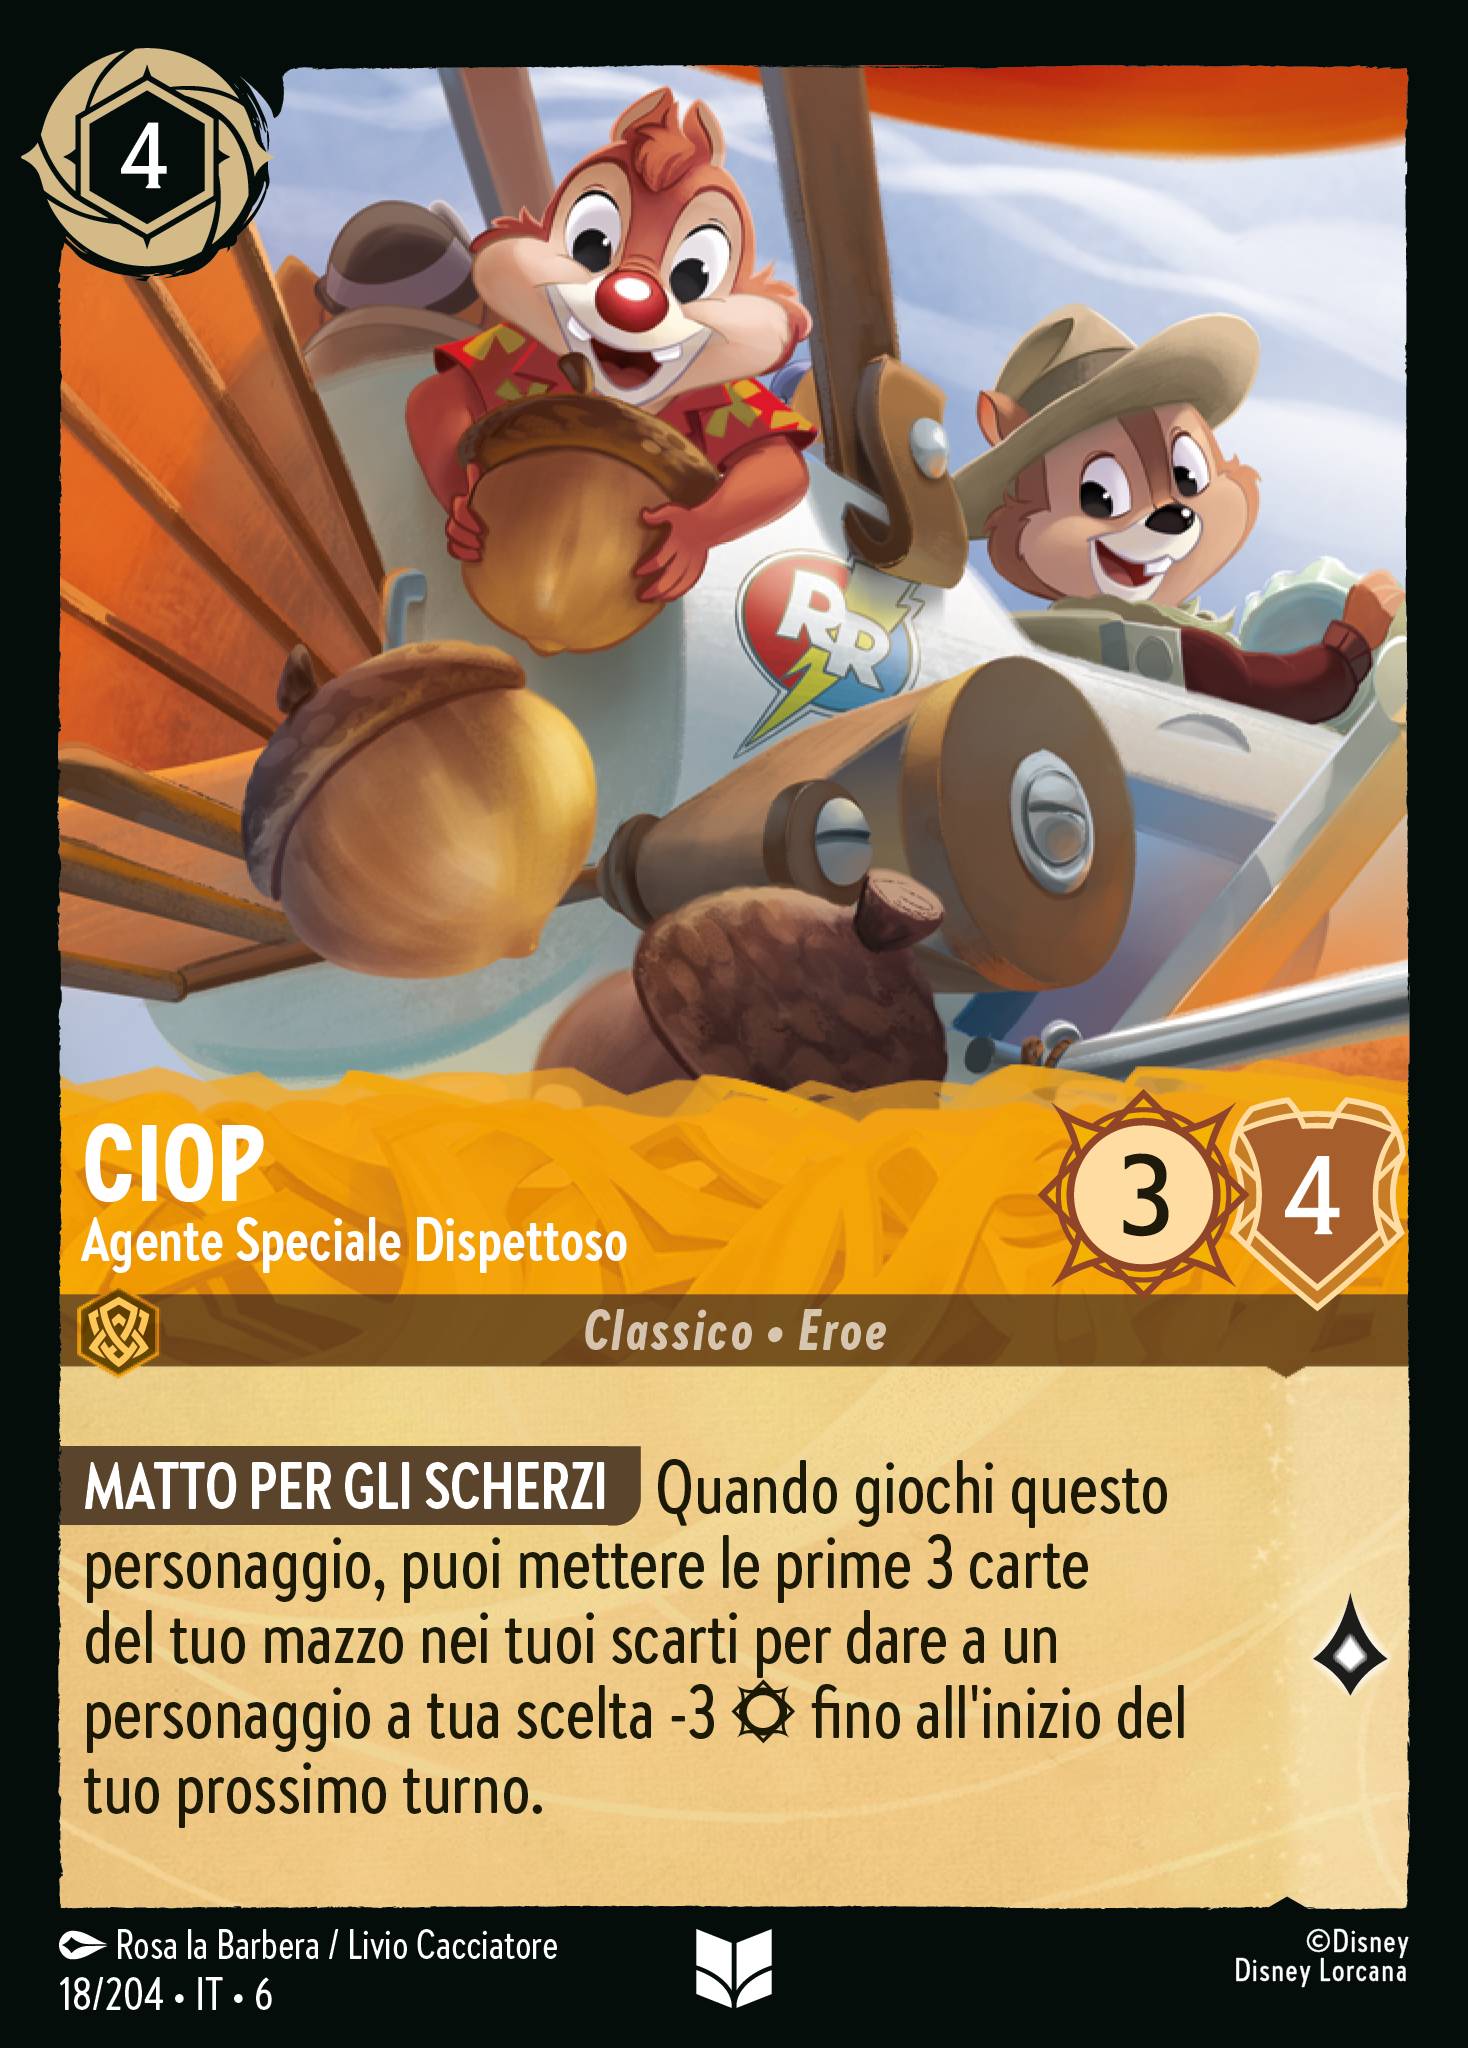 4
RR
CIOP
Agente Speciale Dispettoso
3
4
Classico • Eroe
MATTO PER GLI SCHERZI Quando giochi questo
personaggio, puoi mettere le prime 3 carte
del tuo mazzo nei tuoi scarti per dare a un
personaggio a tua scelta -3 fino all'inizio del
tuo prossimo turno.
Rosa la Barbera / Livio Cacciatore
18/204 • IT • 6
©Disney
Disney Lorcana